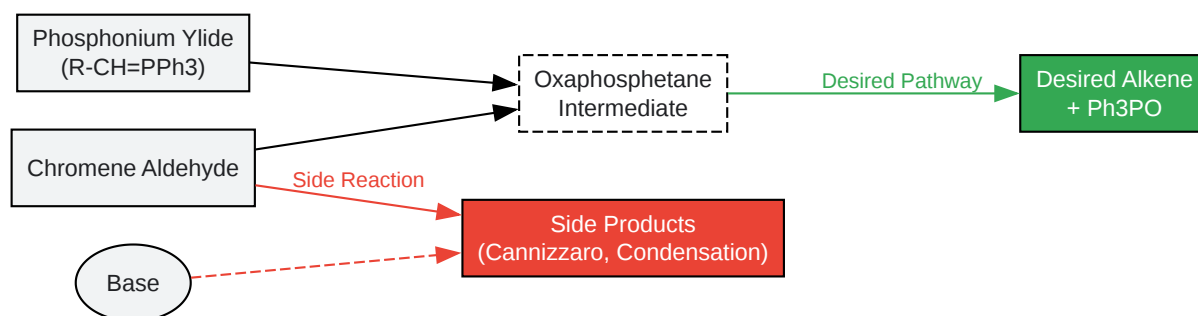 Phosphonium Ylide
(R-CH=PPh3)
Oxaphosphetane
Intermediate
Desired Pathway
Desired Alkene
+ Ph3PO
Chromene Aldehyde
Side Reaction
Side Products
(Cannizzaro, Condensation)
Base